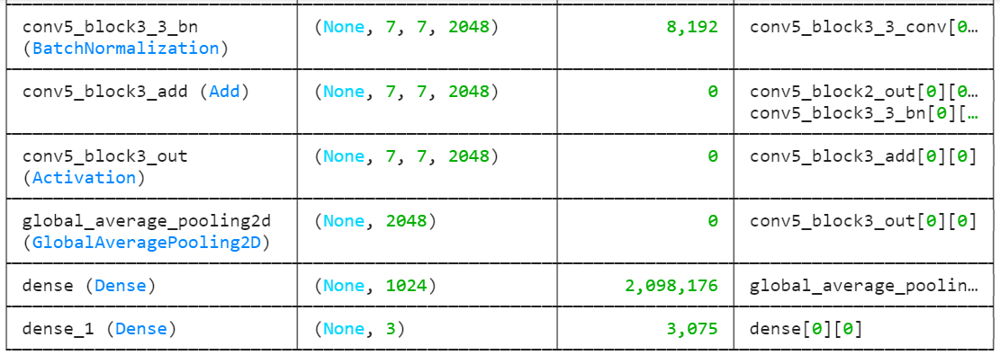 conv5_block3_3_bn (None, 7, 7, 2048) 8,192 conv5_block3_3_conv[0…
(BatchNormalization)
conv5_block3_add (Add) (None, 7, 7, 2048) 0 conv5_block2_out[0][0…
conv5_block3_3_bn[0][…
conv5_block3_out (None, 7, 7, 2048) 0 conv5_block3_add[0][0]
(Activation)
global_average_pooling2d (None, 2048) 0 conv5_block3_out[0][0]
(GlobalAveragePooling2D)
dense (Dense) (None, 1024) 2,098,176 global_average_poolin…
dense_1 (Dense) (None, 3) 3,075 dense[0][0]